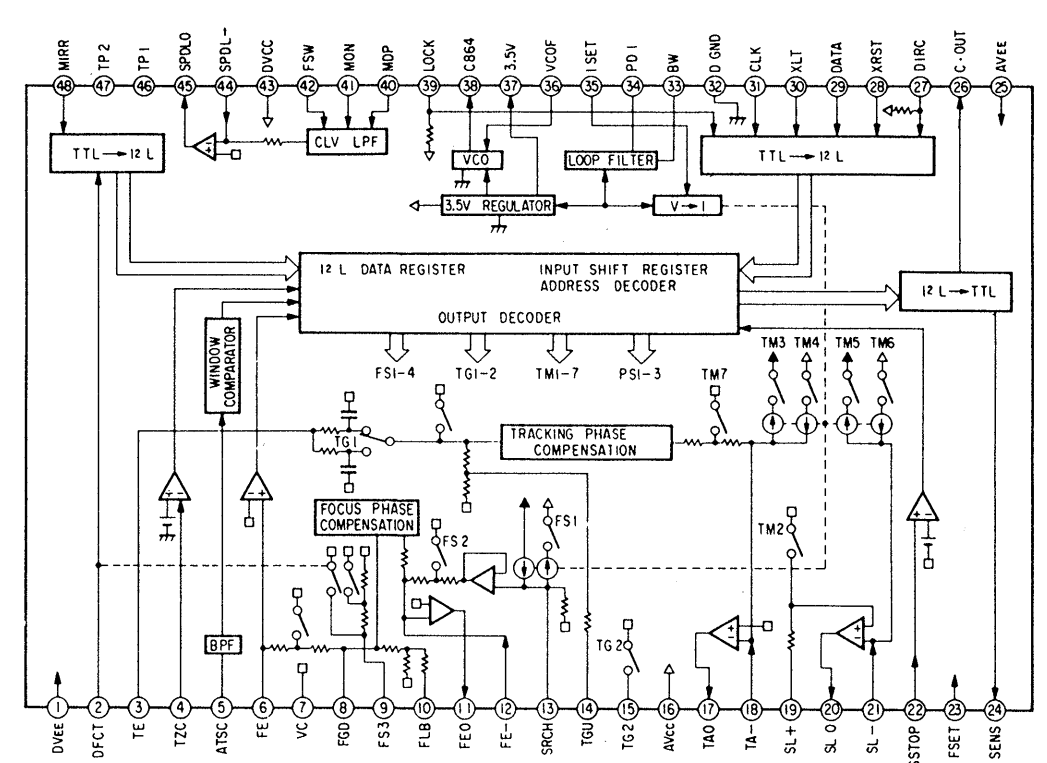 MIRR TP2 TP1 SPDLO SPDL- DVCC FSW MON MDP LOCK C864 3.5V VCOF ISET PDI BW D GND CLK XLT DATA XRST DIRC C·OUT AVEE
48 47 46 45 44 43 42 41 40 39 38 37 36 35 34 33 32 31 30 29 28 27 26 25
TTL→12L
CLV LPF
VCO
LOOP FILTER
TTL→12L
3.5V REGULATOR
V→I
12L DATA REGISTER
INPUT SHIFT REGISTER
ADDRESS DECODER
12L→TTL
OUTPUT DECODER
WINDOW
COMPARATOR
FS1-4
TG1-2
TM1-7
PS1-3
TM7
TM3
TM4
TM5
TM6
TG1
TRACKING PHASE
COMPENSATION
FOCUS PHASE
COMPENSATION
FS2
FS1
TM2
BPF
TG2
1 2 3 4 5 6 7 8 9 10 11 12 13 14 15 16 17 18 19 20 21 22 23 24
DVEE DFCT TE TZC ATSC FE VC FGD FS3 FLB FEO FE- SRCH TGU TG2 AVCC TAO TA- SL+ SLO SL- SSTOP FSET SENS